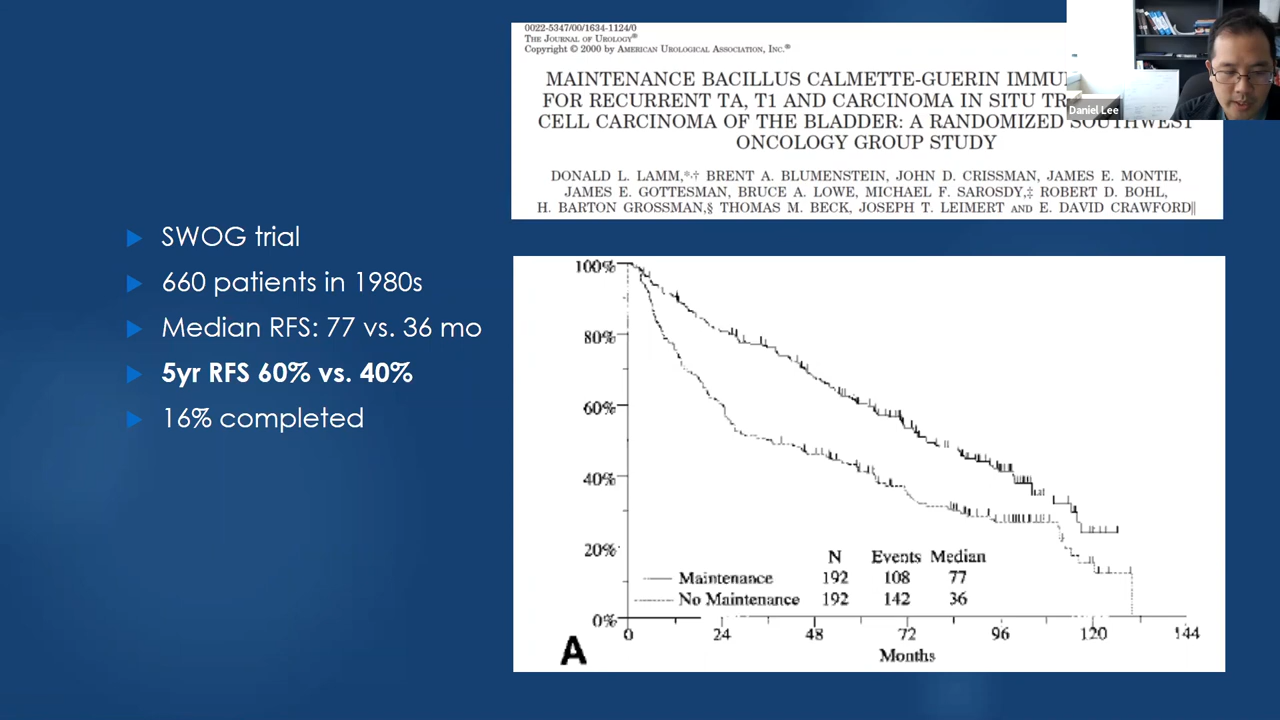 0022-5347/00/1634-1124/0
THE JOURNAL OF UROLOGY®
Copyright © 2000 by AMERICAN UROLOGICAL ASSOCIATION, INC.®
MAINTENANCE BACILLUS CALMETTE-GUERIN
FOR RECURRENT TA, T1 AND CARCINOMA IN SITU
CELL CARCINOMA OF THE BLADDER: A RANDOMIZED SOUTHWEST
ONCOLOGY GROUP STUDY
DONALD L. LAMM,*,† BRENT A. BLUMENSTEIN, JOHN D. CRISSMAN, JAMES E. MONTIE,
JAMES E. GOTTESMAN, BRUCE A. LOWE, MICHAEL F. SAROSDY,‡ ROBERT D. BOHL,
H. BARTON GROSSMAN,§ THOMAS M. BECK, JOSEPH T. LEIMERT AND E. DAVID CRAWFORD||
Daniel Lee
SWOG trial
660 patients in 1980s
Median RFS: 77 vs. 36 mo
5yr RFS 60% vs. 40%
16% completed
100%
80%
60%
40%
20%
0%
N Events Median
Maintenance 192 108 77
No Maintenance 192 142 36
0 24 48 72 96 120 144
Months
A